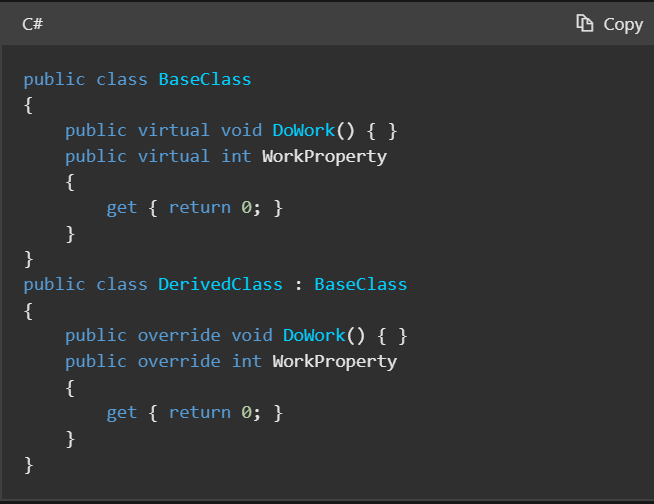 C#
Copy
public class BaseClass
{
    public virtual void DoWork() { }
    public virtual int WorkProperty
    {
        get { return 0; }
    }
}
public class DerivedClass : BaseClass
{
    public override void DoWork() { }
    public override int WorkProperty
    {
        get { return 0; }
    }
}